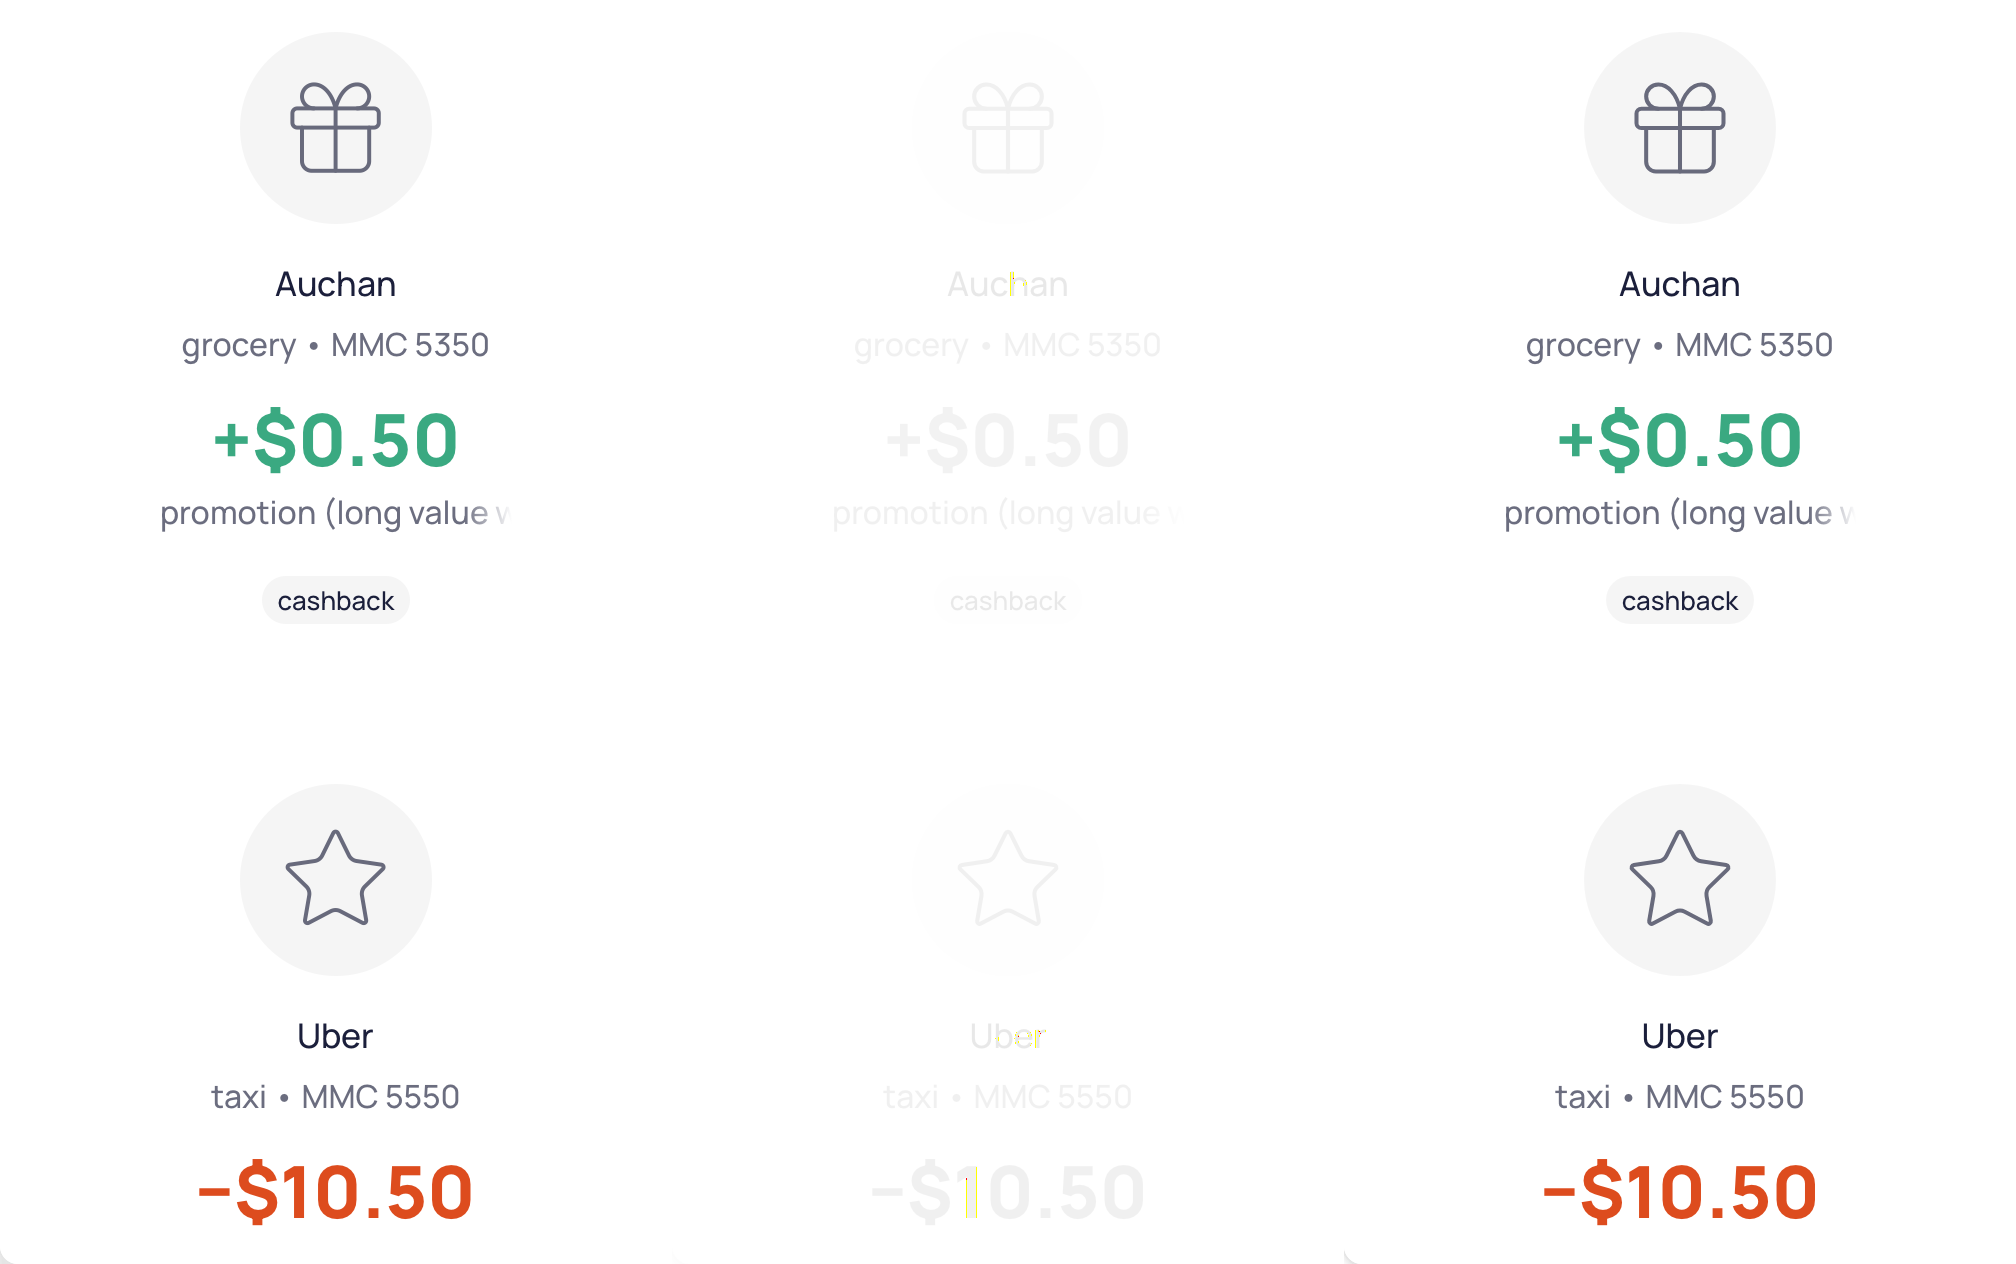 Auchan
grocery • MMC 5350
+$0.50
promotion (long value
cashback
Uber
taxi • MMC 5550
−$10.50
Auchan
grocery • MMC 5350
+$0.50
promotion (long value
cashback
Uber
taxi • MMC 5550
−$10.50
Auchan
grocery • MMC 5350
+$0.50
promotion (long value
cashback
Uber
taxi • MMC 5550
−$10.50